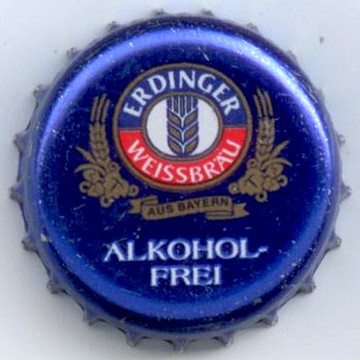 ERDINGER
WEISSBRÄU
AUS BAYERN
ALKOHOL-
FREI